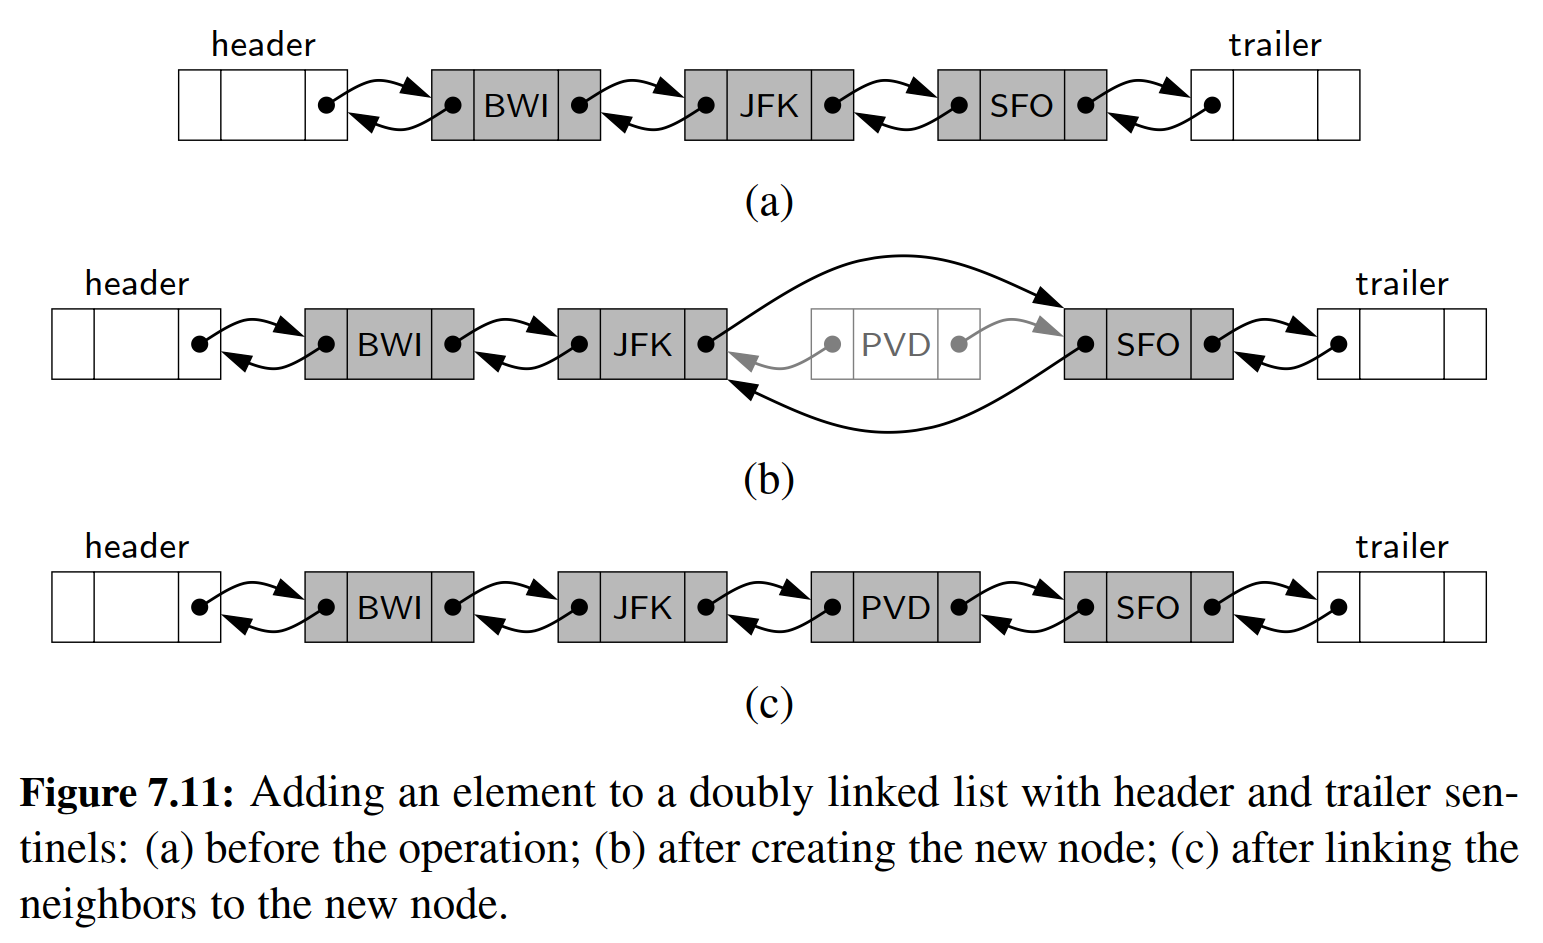 header trailer
BWI JFK SFO
(a)
header trailer
BWI JFK PVD SFO
(b)
header trailer
BWI JFK PVD SFO
(c)
Figure 7.11: Adding an element to a doubly linked list with header and trailer sen-
tinels: (a) before the operation; (b) after creating the new node; (c) after linking the
neighbors to the new node.